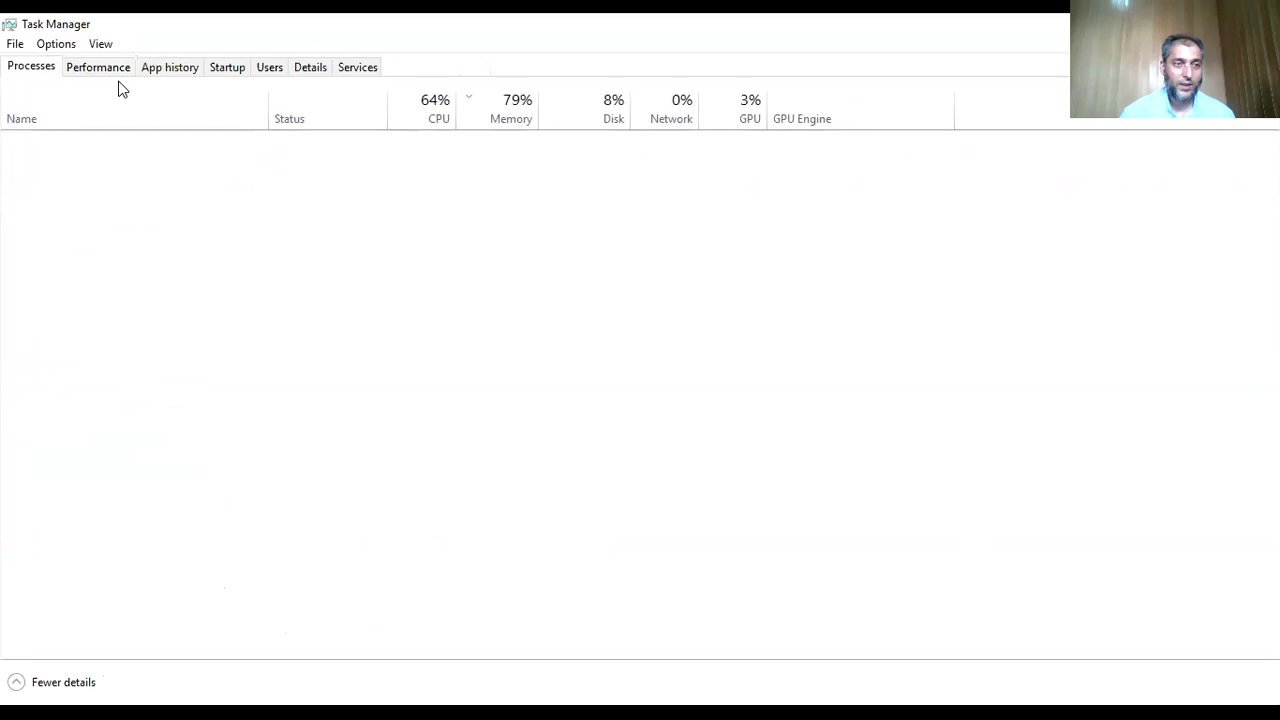 Task Manager
File Options View
Processes Performance App history Startup Users Details Services
64% 79% 8% 0% 3%
Name Status CPU Memory Disk Network GPU GPU Engine
Fewer details